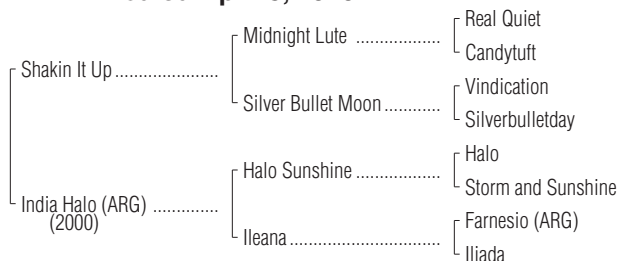 Real Quiet
Midnight Lute ..................
Candytuft
Shakin It Up ......................
Vindication
Silver Bullet Moon ............
Silverbulletday
Halo
Halo Sunshine ..................
Storm and Sunshine
India Halo (ARG) ..............
(2000)
Farnesio (ARG)
Ileana ................................
Iliada